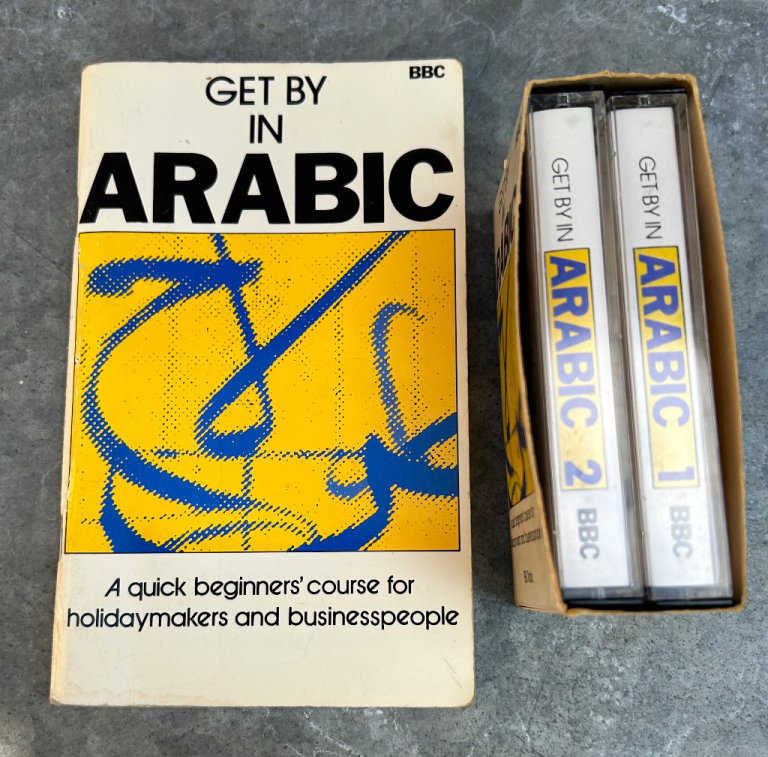 BBC
GET BY
IN
ARABIC
A quick beginners' course for
holidaymakers and businesspeople
GET BY IN ARABIC 2 BBC
GET BY IN ARABIC 1 BBC
ARABIC